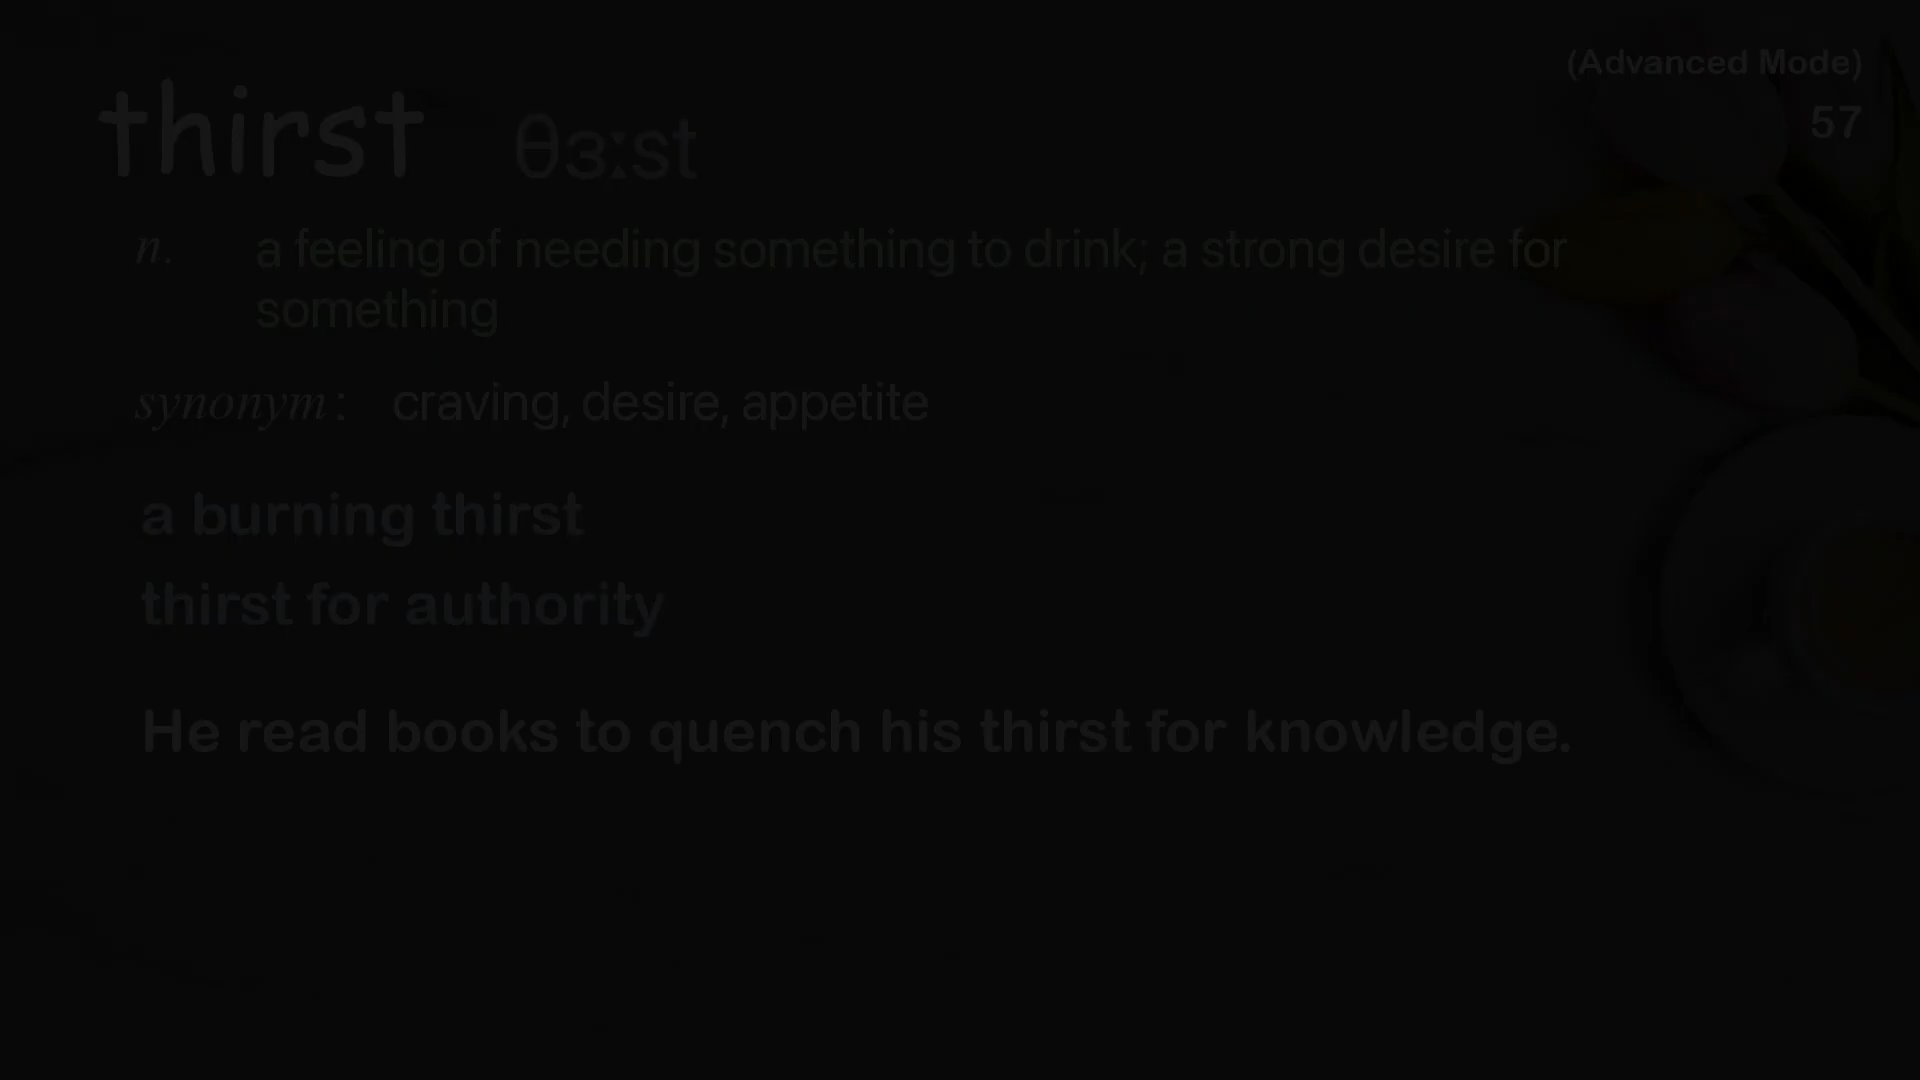 (Advanced Mode)
thirst θɜːst
57
n. a feeling of needing something to drink; a strong desire for
something
synonym: craving, desire, appetite
a burning thirst
thirst for authority
He read books to quench his thirst for knowledge.